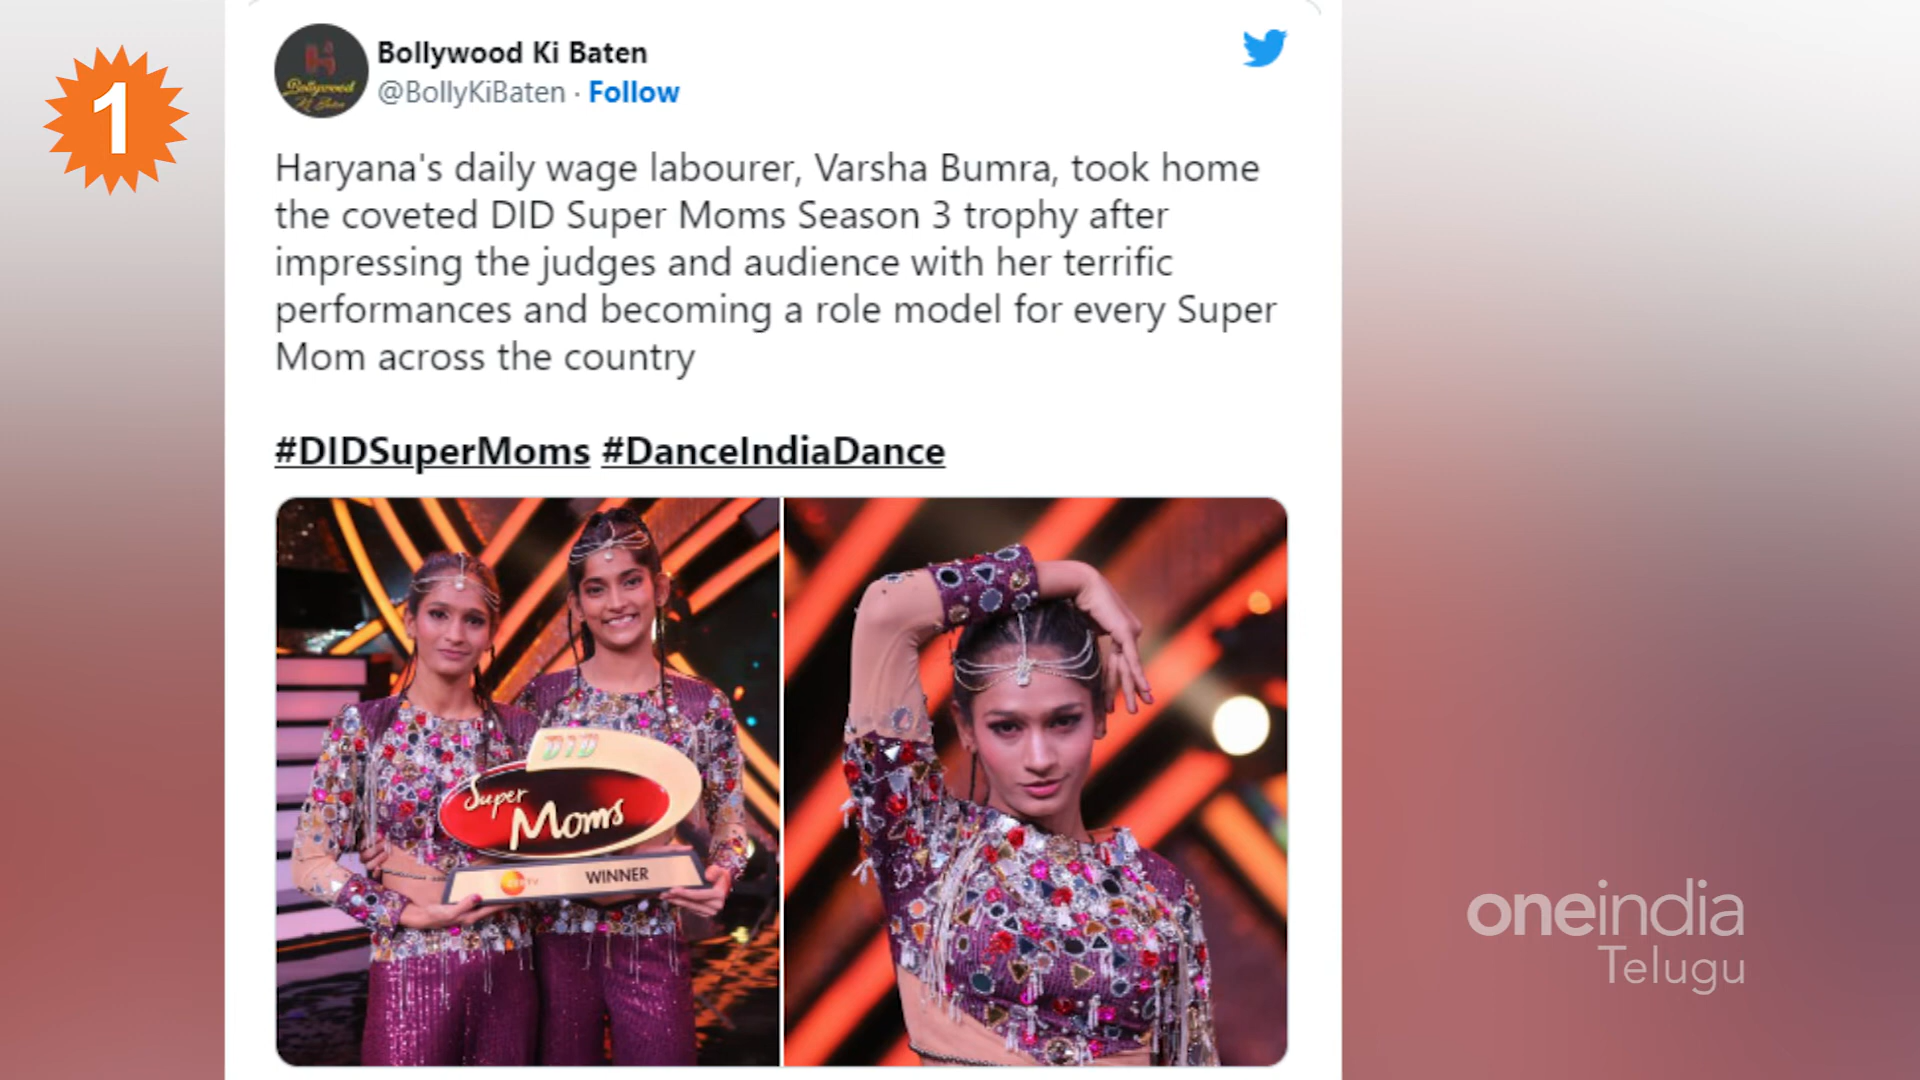 1
Bollywood Ki Baten
@BollyKiBaten · Follow
Haryana's daily wage labourer, Varsha Bumra, took home
the coveted DID Super Moms Season 3 trophy after
impressing the judges and audience with her terrific
performances and becoming a role model for every Super
Mom across the country
#DIDSuperMoms #DanceIndiaDance
DID
Super
Moms
WINNER
oneindia
Telugu